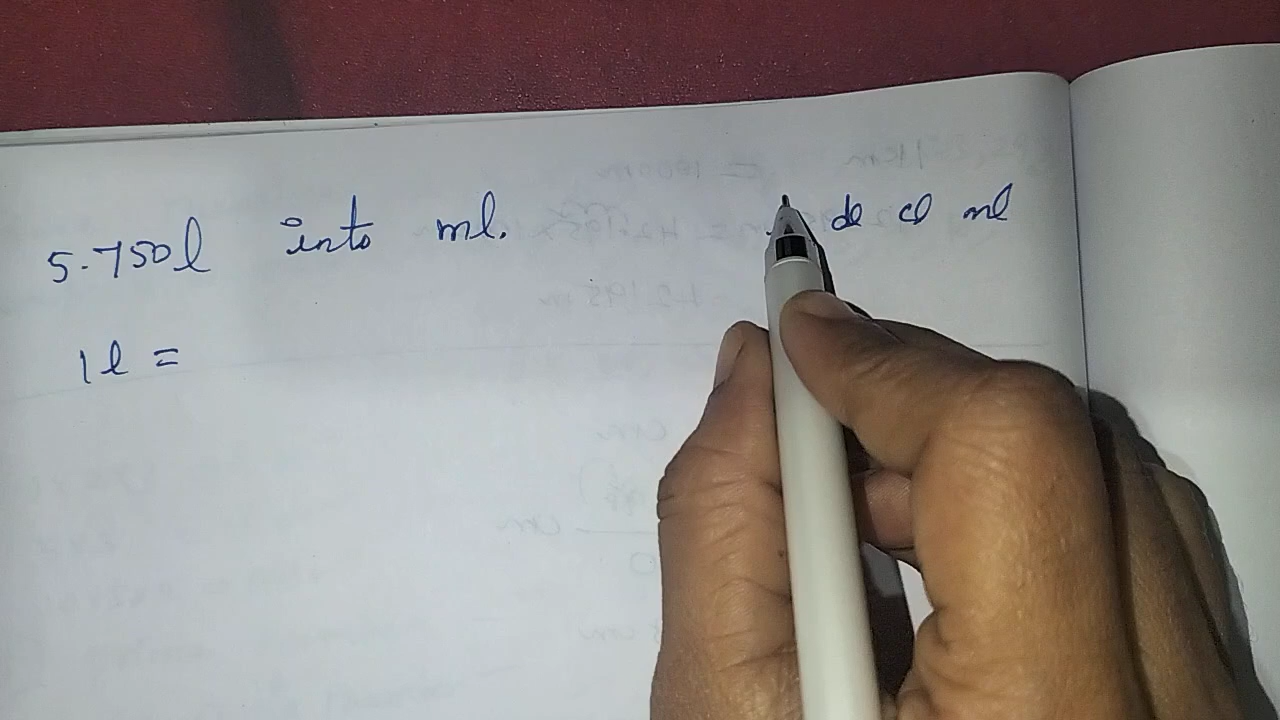 5.750l into ml. dl cl ml
1l =